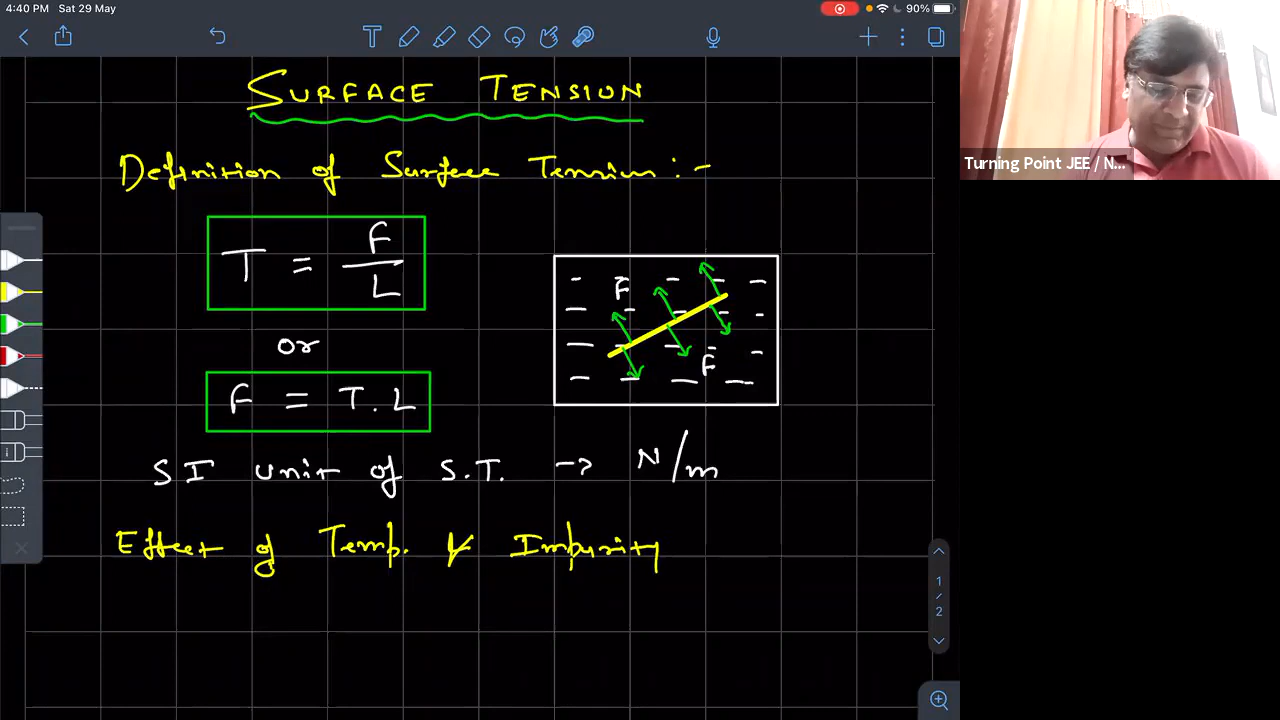 4:40 PM Sat 29 May
90%
SURFACE TENSION
Turning Point JEE / N...
Definition of Surface Tension :-
T = F / L
or
F = T. L
F
F
SI unit of S.T. → N/m
Effect of Temp. & Impurity
1
/
2